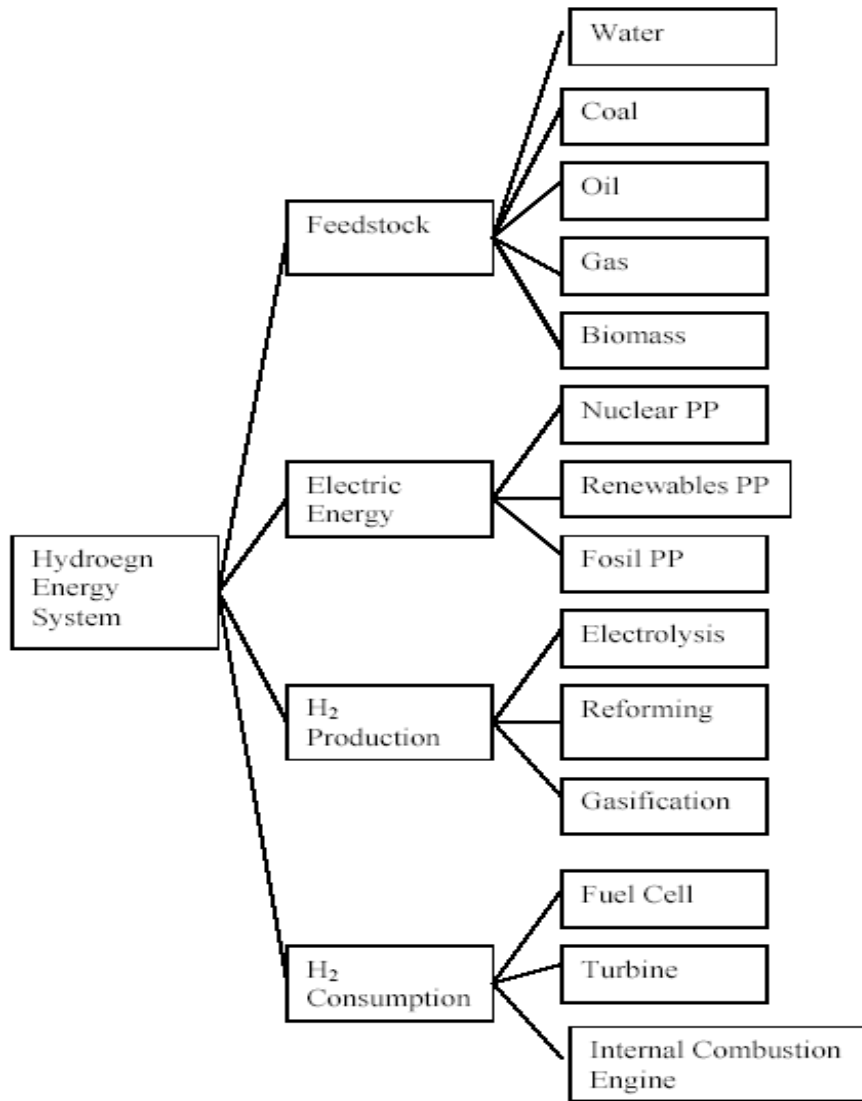 Water
Coal
Oil
Feedstock
Gas
Biomass
Nuclear PP
Electric
Energy
Renewables PP
Hydroegn
Energy
System
Fosil PP
Electrolysis
H₂
Production
Reforming
Gasification
Fuel Cell
H₂
Consumption
Turbine
Internal Combustion
Engine